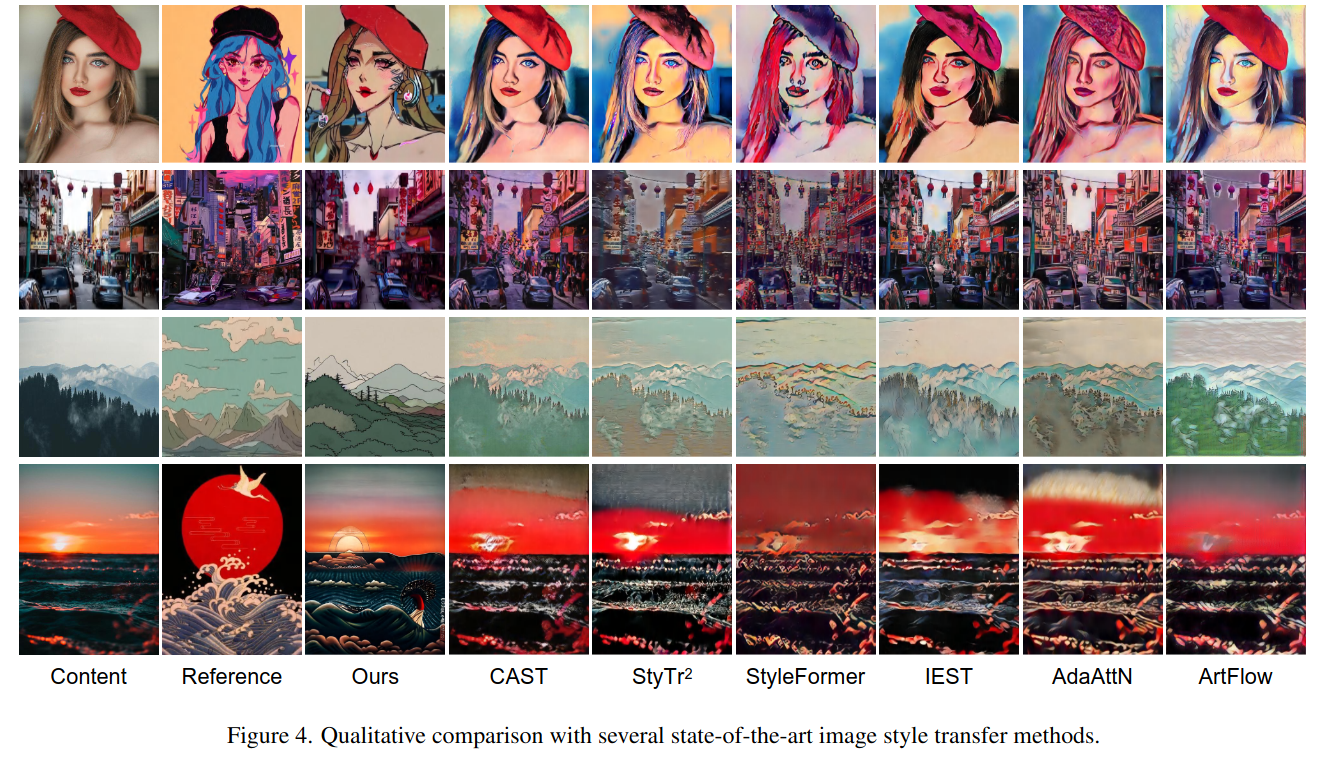 Content
Reference
Ours
CAST
StyTr²
StyleFormer
IEST
AdaAttN
ArtFlow
Figure 4. Qualitative comparison with several state-of-the-art image style transfer methods.